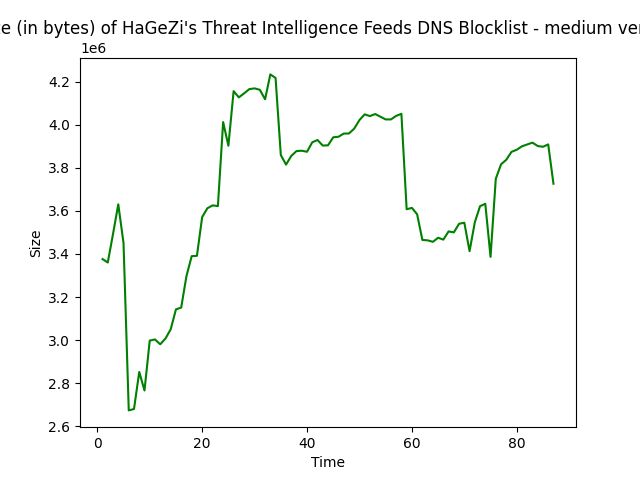 (in bytes) of HaGeZi's Threat Intelligence Feeds DNS Blocklist - medium
1e6
4.2
4.0
3.8
3.6
3.4
3.2
3.0
2.8
2.6
Size
0 20 40 60 80
Time